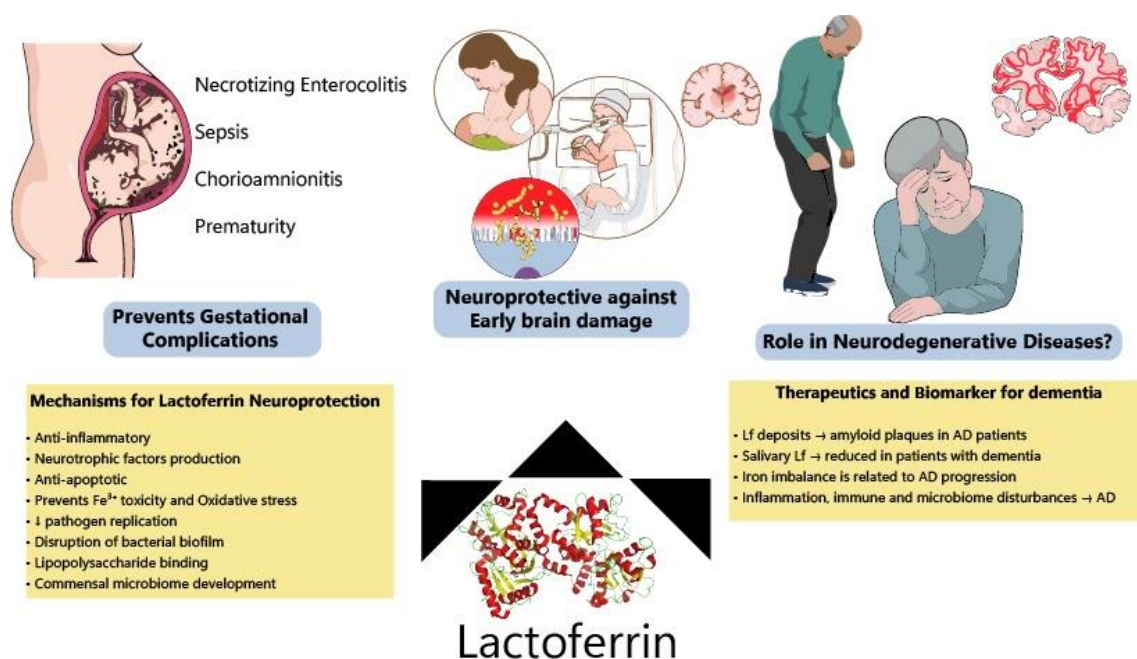 Necrotizing Enterocolitis
Sepsis
Chorioamnionitis
Prematurity
Prevents Gestational
Complications
Neuroprotective against
Early brain damage
Role in Neurodegenerative Diseases?
Mechanisms for Lactoferrin Neuroprotection
• Anti-inflammatory
• Neurotrophic factors production
• Anti-apoptotic
• Prevents Fe³⁺ toxicity and Oxidative stress
• ↓ pathogen replication
• Disruption of bacterial biofilm
• Lipopolysaccharide binding
• Commensal microbiome development
Therapeutics and Biomarker for dementia
• Lf deposits → amyloid plaques in AD patients
• Salivary Lf → reduced in patients with dementia
• Iron imbalance is related to AD progression
• Inflammation, immune and microbiome disturbances → AD
Lactoferrin